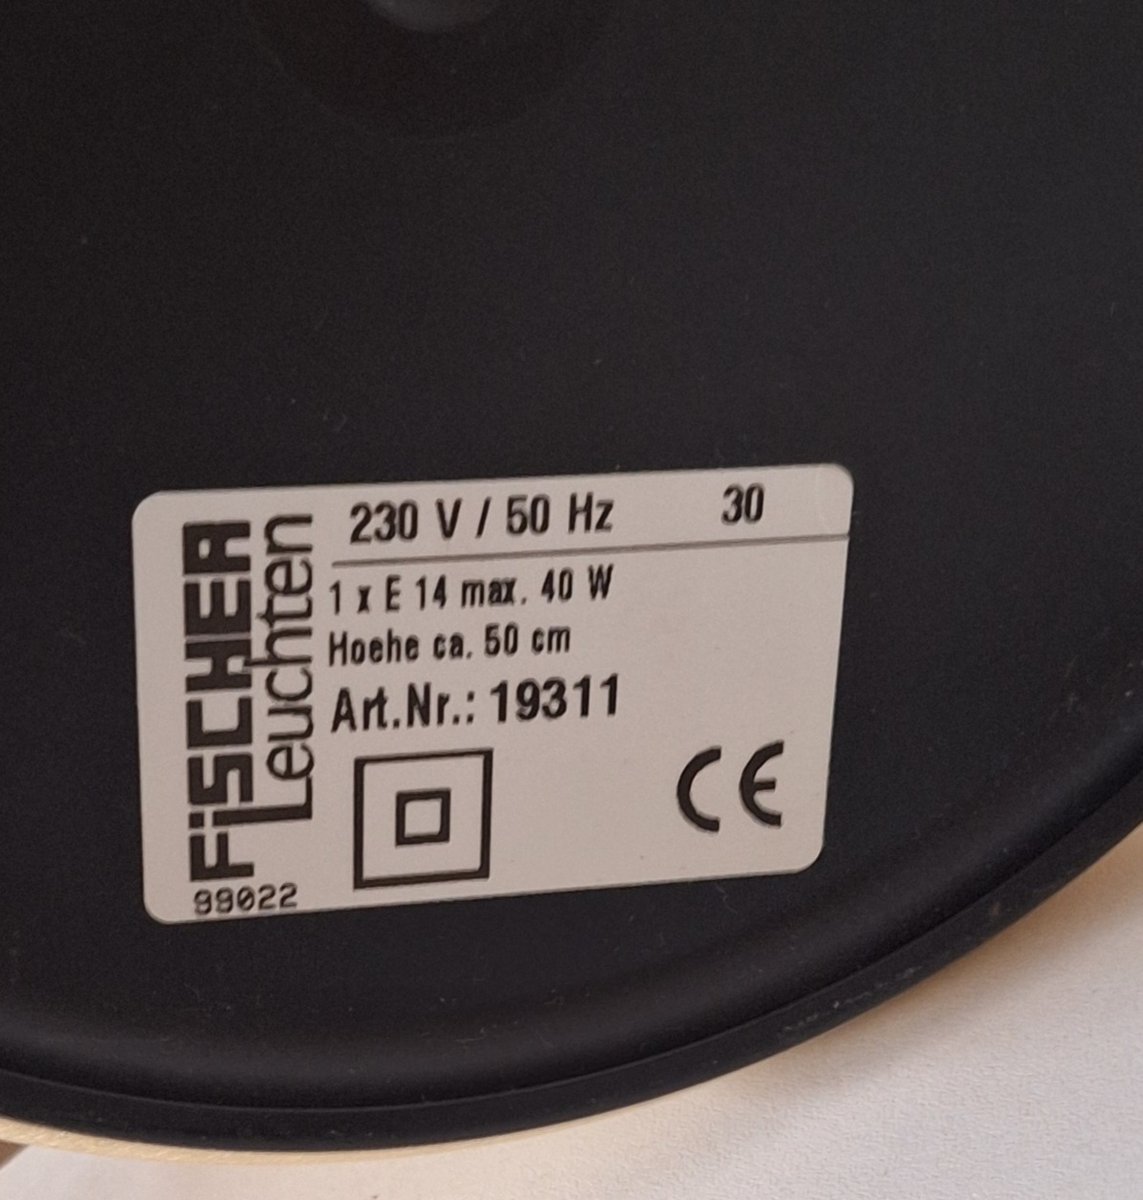 FiSCHER
Leuchten
230 V / 50 Hz 30
1 x E 14 max. 40 W
Hoehe ca. 50 cm
Art.Nr.: 19311
CE
99022